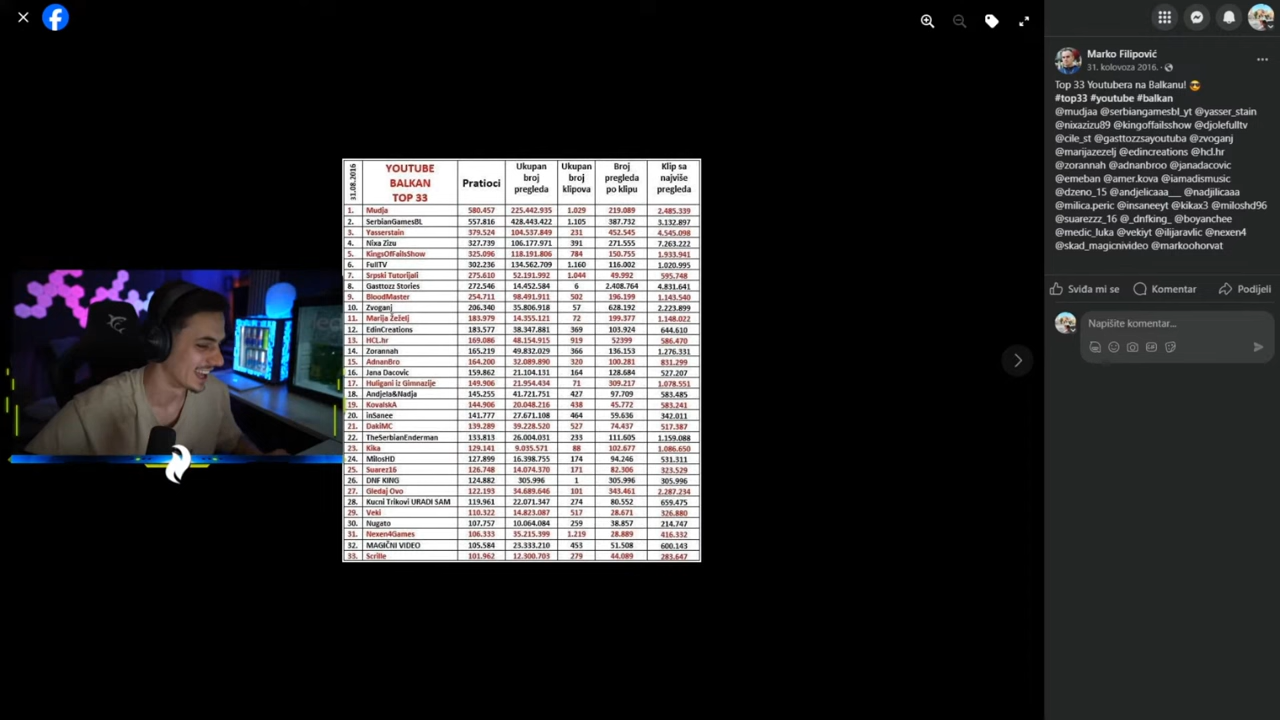 Marko Filipović
31. kolovoza 2016. ·
Top 33 Youtubera na Balkanu! 😎
#top33 #youtube #balkan
@mudjaa @serbiangamesbl_yt @yasser_stain
@nixazizu89 @kingoffailsshow @djolefulltv
@cile_st @gasttozzsayoutuba @zvoganj
@marijazezelj @edincreations @hcl.hr
@zorannah @adnanbroo @janadacovic
@emeban @amer.kova @iamadismusic
@dzeno_15 @andjelicaaa___ @nadjilicaaa
@milica.peric @insaneeyt @kikax3 @miloshd96
@suarezzz_16 @_dnfking_ @boyanchee
@medic_luka @vekiyt @ilijaravlic @nexen4
@skad_magicnivideo @markoohorvat
Sviđa mi se Komentar Podijeli
Napišite komentar...
31.08.2016 YOUTUBE BALKAN TOP 33 Pratioci Ukupan broj pregleda Ukupan broj klipova Broj pregleda po klipu Klip sa najviše pregleda
1. Mudja 580.457 225.442.935 1.029 219.089 2.485.339
2. SerbianGamesBL 557.816 428.443.422 1.105 387.732 3.132.897
3. Yasserstain 379.524 104.537.849 231 452.545 4.545.098
4. Nixa Zizu 327.739 106.177.971 391 271.555 7.263.222
5. KingsOfFailsShow 325.096 118.191.806 784 150.755 1.933.941
6. FullTV 302.236 134.562.709 1.160 116.002 1.020.995
7. Srpski Tutorijali 275.610 52.191.992 1.044 49.992 595.748
8. Gasttozz Stories 272.546 14.452.584 6 2.408.764 4.831.641
9. BloodMaster 254.711 98.491.911 502 196.199 1.143.540
10. Zvoganj 206.340 35.806.918 57 628.192 2.223.899
11. Marija Žeželj 183.979 14.355.121 72 199.377 1.148.022
12. EdinCreations 183.577 38.347.881 369 103.924 644.610
13. HCL.hr 169.086 48.154.915 919 52399 586.470
14. Zorannah 165.219 49.832.029 366 136.153 1.276.331
15. AdnanBro 164.200 32.089.890 320 100.281 831.299
16. Jana Dacovic 159.862 21.104.131 164 128.684 527.207
17. Huligani iz Gimnazije 149.906 21.954.434 71 309.217 1.078.551
18. Andjela&Nadja 145.255 41.721.751 427 97.709 583.485
19. KovalskA 144.906 20.048.216 438 45.772 583.241
20. inSanee 141.777 27.671.108 464 59.636 342.011
21. DakiMC 139.289 39.228.520 527 74.437 517.387
22. TheSerbianEnderman 133.813 26.004.031 233 111.605 1.159.088
23. Kika 129.141 9.035.571 88 102.677 1.086.650
24. MilosHD 127.899 16.398.755 174 94.246 531.311
25. Suarez16 126.748 14.074.370 171 82.306 323.529
26. DNF KING 124.882 305.996 1 305.996 305.996
27. Gledaj Ovo 122.193 34.689.646 101 343.461 2.287.234
28. Kucni Trikovi URADI SAM 119.961 22.071.347 274 80.552 659.475
29. Veki 110.322 14.823.087 517 28.671 326.880
30. Nugato 107.757 10.064.084 259 38.857 214.747
31. Nexen4Games 106.333 35.215.399 1.219 28.889 416.332
32. MAGIČNI VIDEO 105.584 23.333.210 453 51.508 600.143
33. Scrille 101.962 12.300.703 279 44.089 283.647